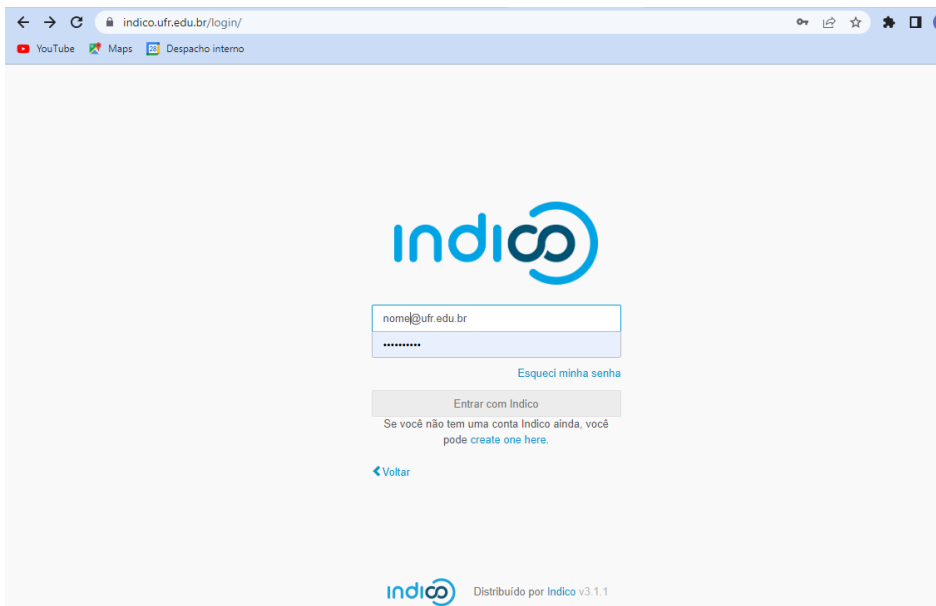 indico.ufr.edu.br/login/
YouTube Maps 28 Despacho interno
indico
nome@ufr.edu.br
••••••••••
Esqueci minha senha
Entrar com Indico
Se você não tem uma conta Indico ainda, você
pode create one here.
Voltar
indico Distribuído por Indico v3.1.1